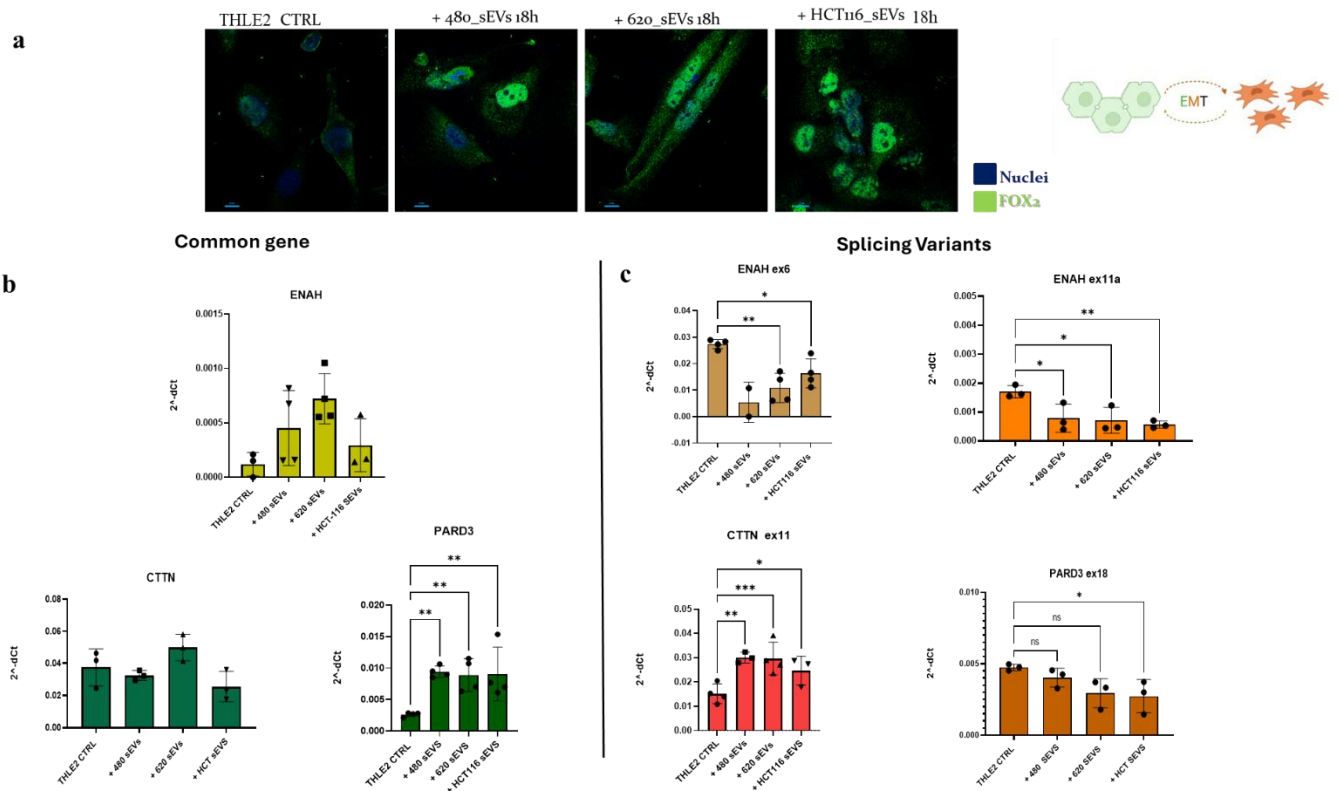 THLE2 CTRL
+ 480_sEVs 18h
+ 620_sEVs 18h
+ HCT116_sEVs 18h
a
EMT
Nuclei
FOX2
Common gene
Splicing Variants
b
ENAH
2^-dCt
0.0015
0.0010
0.0005
0.0000
THLE2 CTRL
+ 480 sEVs
+ 620 sEVs
+ HCT-116 SEVs
CTTN
2^-dCt
0.08
0.06
0.04
0.02
0.00
THLE2 CTRL
+ 480 sEVs
+ 620 sEVs
+ HCT sEVS
PARD3
2^-dCt
0.020
0.015
0.010
0.005
0.000
**
**
**
THLE2 CTRL
+ 480 sEVS
+ 620 sEVS
+ HCT116 sEVS
c
ENAH ex6
2^-dCt
0.04
0.03
0.02
0.01
0.00
-0.01
*
**
THLE2 CTRL
+ 480 sEVs
+ 620 sEVs
+ HCT116 sEVs
ENAH ex11a
2^-dCt
0.005
0.004
0.003
0.002
0.001
0.000
**
*
*
THLE2 CTRL
+ 480 sEVs
+ 620 sEVS
+ HCT116 sEVs
CTTN ex11
2^-dCt
0.05
0.04
0.03
0.02
0.01
0.00
*
***
**
THLE2 CTRL
+ 480 sEVs
+ 620 sEVs
+ HCT116 sEVS
PARD3 ex18
2^-dCt
0.010
0.005
0.000
*
ns
ns
THLE2 CTRL
+ 480 SEVs
+ 620 SEVS
+ HCT SEVS